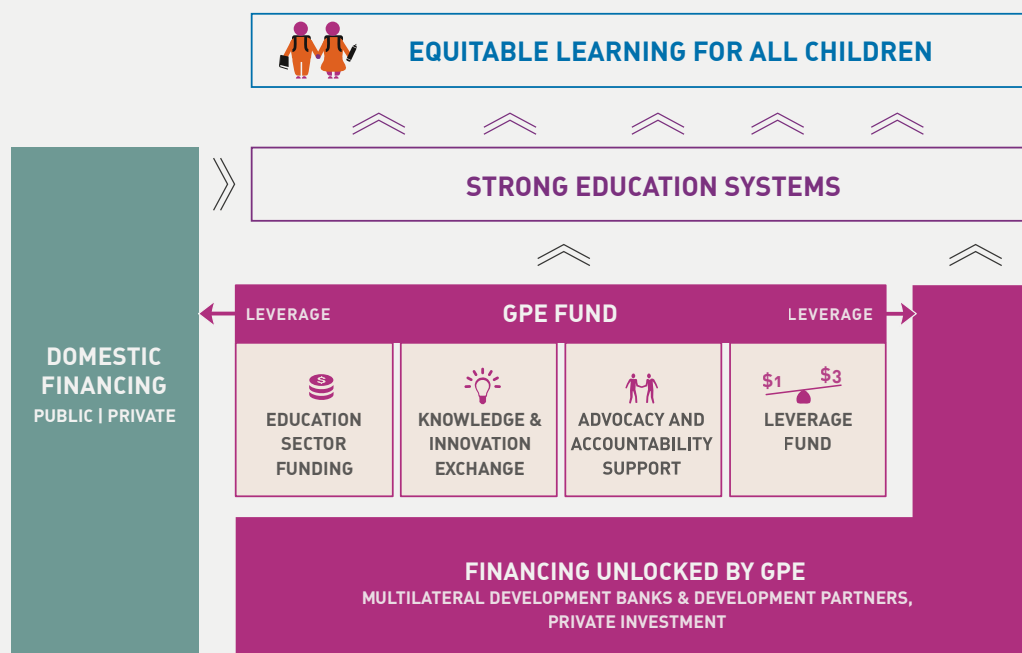 EQUITABLE LEARNING FOR ALL CHILDREN
STRONG EDUCATION SYSTEMS
DOMESTIC
FINANCING
PUBLIC | PRIVATE
LEVERAGE
GPE FUND
LEVERAGE
$
EDUCATION
SECTOR
FUNDING
KNOWLEDGE &
INNOVATION
EXCHANGE
ADVOCACY AND
ACCOUNTABILITY
SUPPORT
$1
$3
LEVERAGE
FUND
FINANCING UNLOCKED BY GPE
MULTILATERAL DEVELOPMENT BANKS & DEVELOPMENT PARTNERS,
PRIVATE INVESTMENT